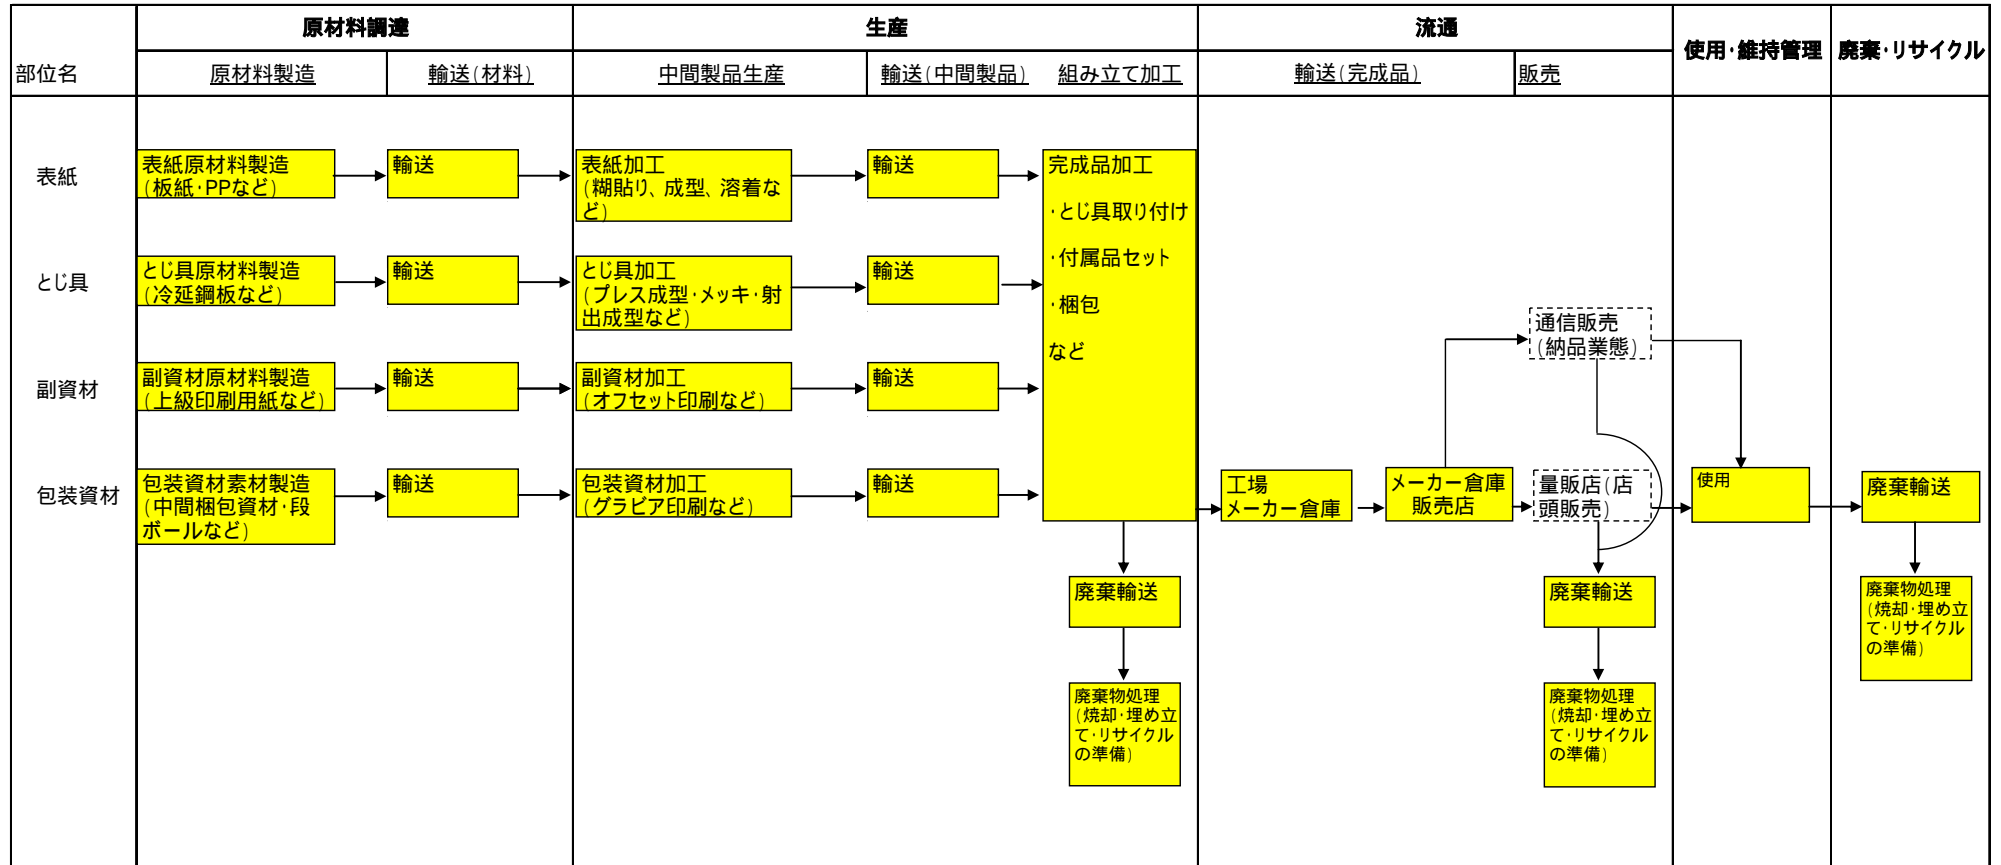 原材料調達
生産
流通
使用・維持管理
廃棄・リサイクル
部位名
原材料製造
輸送(材料)
中間製品生産
輸送(中間製品)
組み立て加工
輸送(完成品)
販売
表紙
表紙原材料製造
(板紙・PPなど)
輸送
表紙加工
(糊貼り、成型、溶着な
ど)
輸送
完成品加工
・とじ具取り付け
・付属品セット
・梱包
など
とじ具
とじ具原材料製造
(冷延鋼板など)
輸送
とじ具加工
(プレス成型・メッキ・射
出成型など)
輸送
通信販売
(納品業態)
副資材
副資材原材料製造
(上級印刷用紙など)
輸送
副資材加工
(オフセット印刷など)
輸送
包装資材
包装資材素材製造
(中間梱包資材・段
ボールなど)
輸送
包装資材加工
(グラビア印刷など)
輸送
工場
メーカー倉庫
メーカー倉庫
販売店
量販店(店
頭販売)
使用
廃棄輸送
廃棄輸送
廃棄輸送
廃棄物処理
(焼却・埋め立
て・リサイクル
の準備)
廃棄物処理
(焼却・埋め立
て・リサイクル
の準備)
廃棄物処理
(焼却・埋め立
て・リサイクル
の準備)